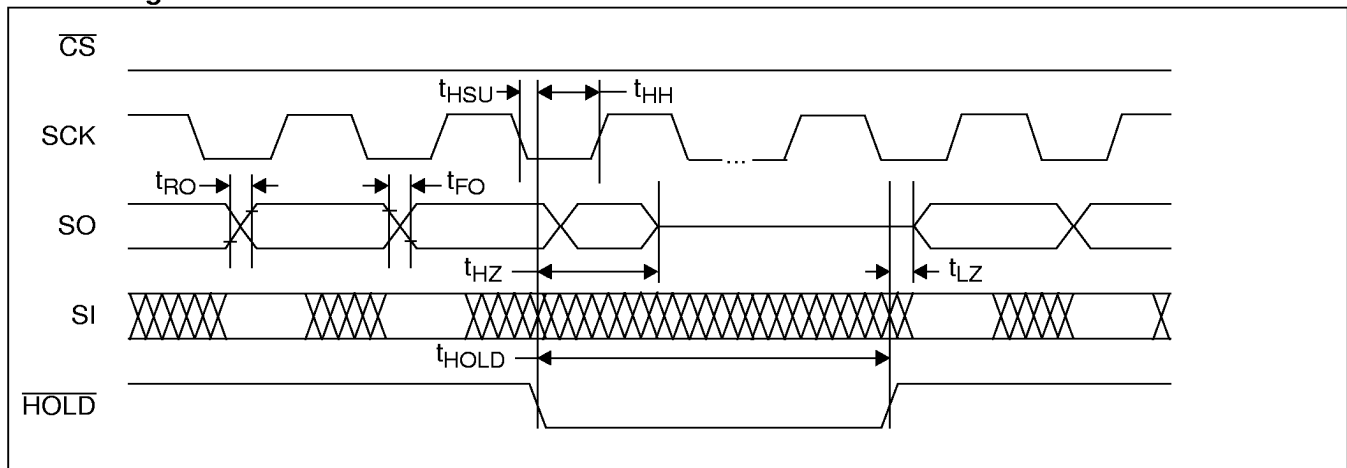 CS
tHSU
tHH
SCK
...
tRO
tFO
SO
tHZ
tLZ
SI
tHOLD
HOLD